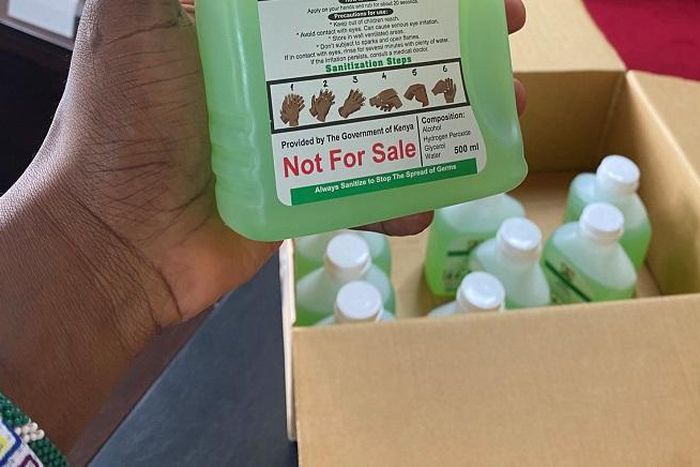 Apply on your hands and rub for about 20 seconds.
Precautions for use:
* Keep out of children reach.
* Avoid contact with eyes. Can cause serious eye irritation.
* Store in well ventilated areas.
* Don't subject to sparks and open flames.
If in contact with eyes, rinse for several minutes with plenty of water.
If the irritation persists, consult a medical doctor.
Sanitization Steps
1 2 3 4 5 6
Provided by The Government of Kenya
Not For Sale
Composition:
Alcohol
Hydrogen Peroxide
Glycerol
Water 500 ml
Always Sanitize to Stop The Spread of Germs